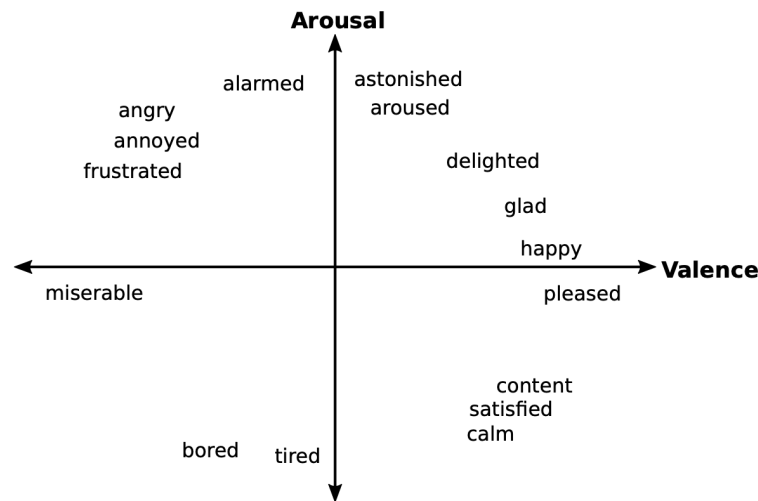 Arousal
alarmed
astonished
aroused
angry
annoyed
frustrated
delighted
glad
happy
Valence
miserable
pleased
content
satisfied
calm
bored
tired